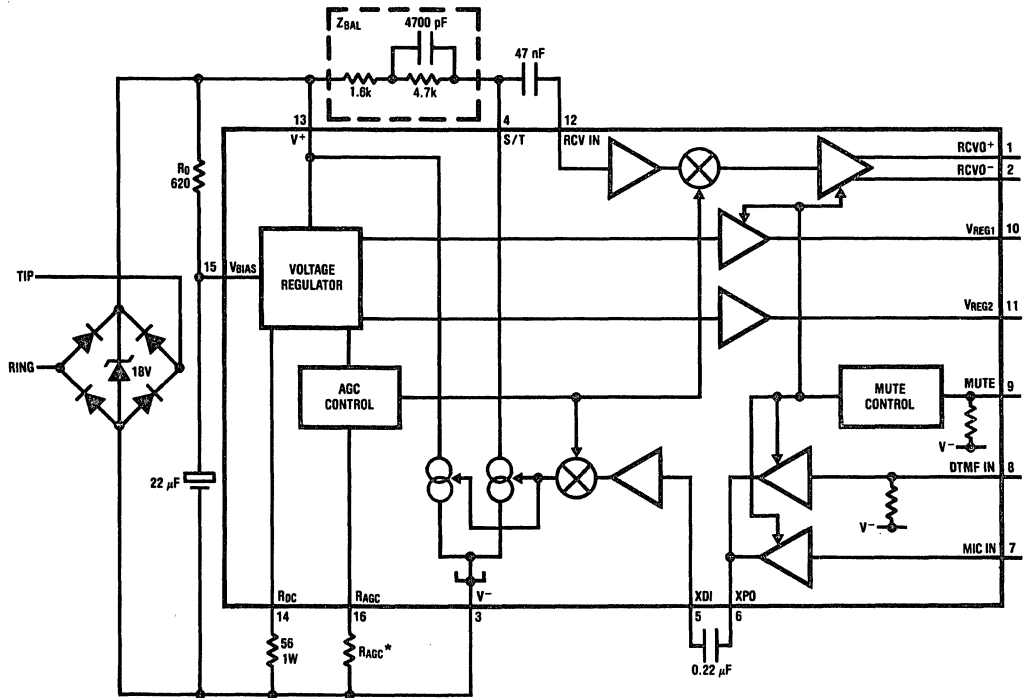 ZBAL
4700 pF
1.6k
4.7k
47 nF
13
V+
4
S/T
12
RCV IN
RCVO+ 1
RCVO− 2
RO
620
VREG1 10
15 VBIAS
VOLTAGE
REGULATOR
TIP
VREG2 11
RING
18V
AGC
CONTROL
MUTE
CONTROL
MUTE 9
V−
DTMF IN 8
22 µF
V−
MIC IN 7
RDC
14
RAGC
16
V−
3
XDI
5
XPO
6
56
1W
RAGC*
0.22 µF